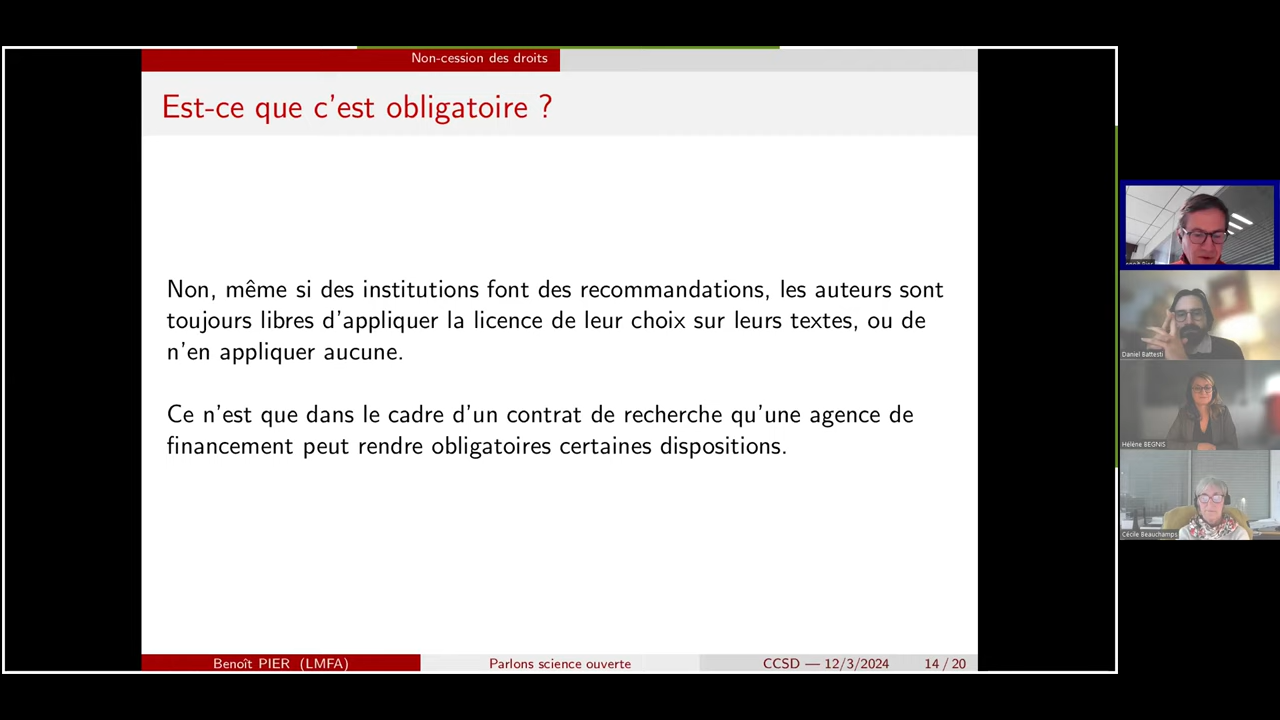 Non-cession des droits
Est-ce que c'est obligatoire ?
Non, même si des institutions font des recommandations, les auteurs sont
toujours libres d'appliquer la licence de leur choix sur leurs textes, ou de
n'en appliquer aucune.
Ce n'est que dans le cadre d'un contrat de recherche qu'une agence de
financement peut rendre obligatoires certaines dispositions.
Benoît PIER (LMFA)
Parlons science ouverte
CCSD — 12/3/2024
14 / 20
Daniel Battesti
Hélène BEGNIS
Cécile Beauchamps